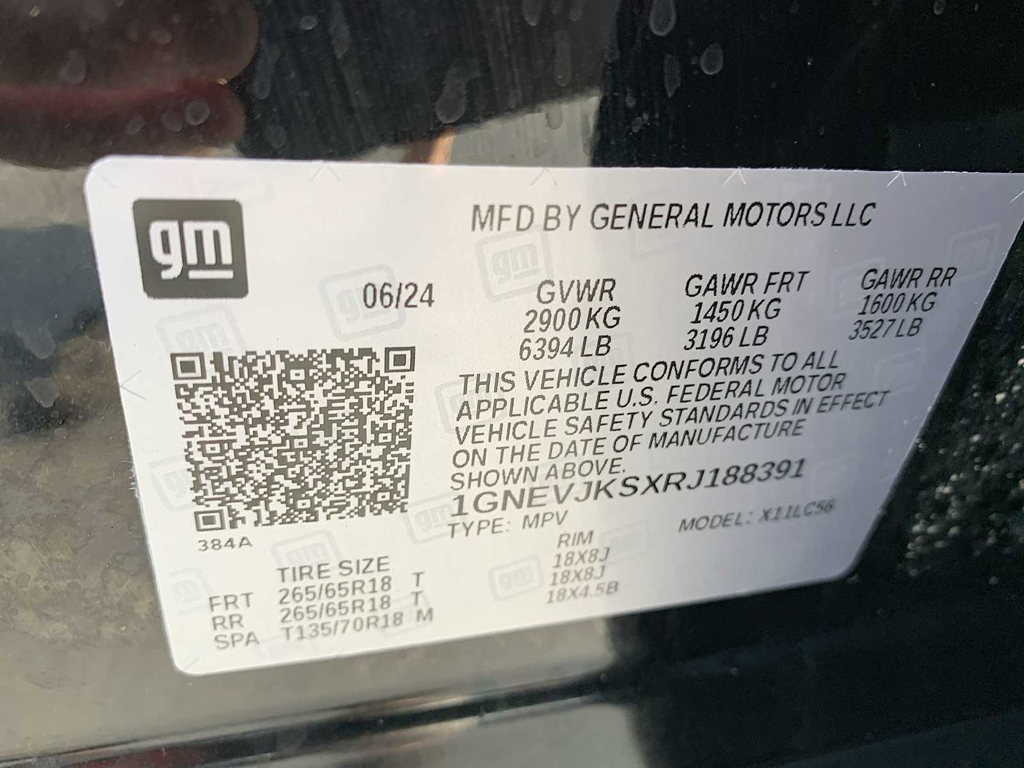 gm
MFD BY GENERAL MOTORS LLC
06/24
GVWR
2900 KG
6394 LB
GAWR FRT
1450 KG
3196 LB
GAWR RR
1600 KG
3527 LB
THIS VEHICLE CONFORMS TO ALL
APPLICABLE U.S. FEDERAL MOTOR
VEHICLE SAFETY STANDARDS IN EFFECT
ON THE DATE OF MANUFACTURE
SHOWN ABOVE.
1GNEVJKSXRJ188391
TYPE: MPV MODEL: X11LC56
384A
TIRE SIZE RIM
FRT 265/65R18 T 18X8J
RR 265/65R18 T 18X8J
SPA T135/70R18 M 18X4.5B